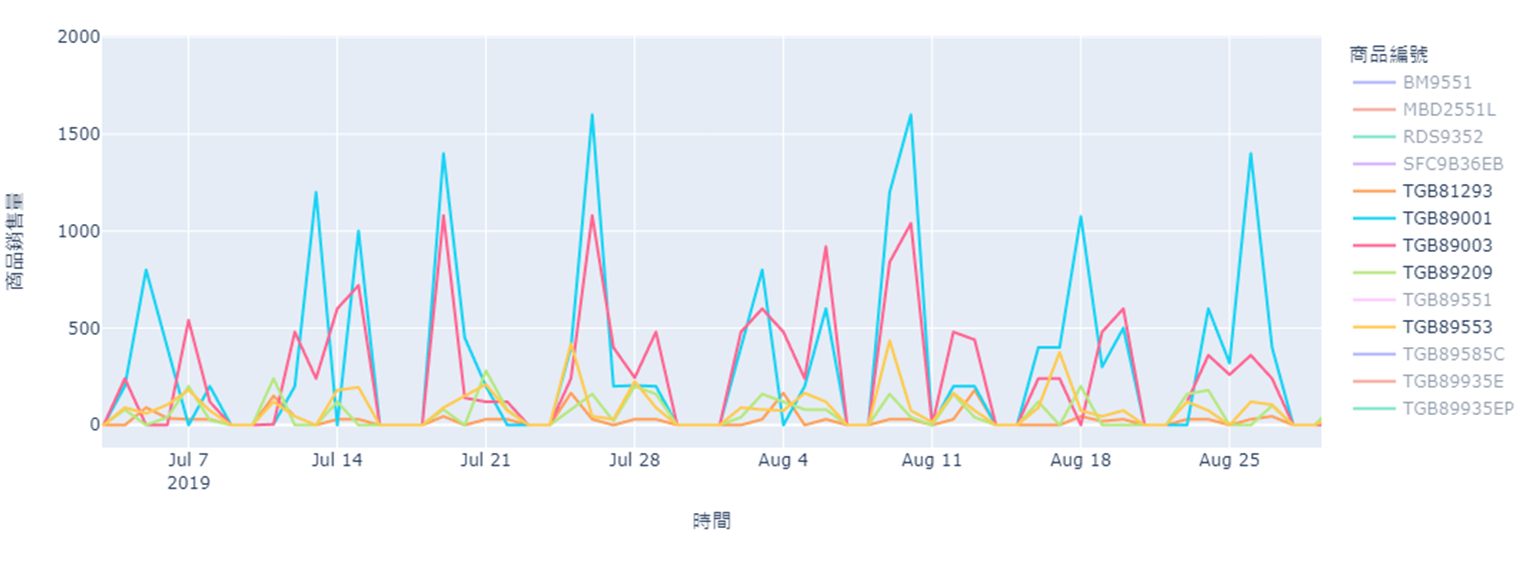 2000
1500
1000
500
0
商品銷售量
Jul 7
2019
Jul 14
Jul 21
Jul 28
Aug 4
Aug 11
Aug 18
Aug 25
時間
商品編號
BM9551
MBD2551L
RDS9352
SFC9B36EB
TGB81293
TGB89001
TGB89003
TGB89209
TGB89551
TGB89553
TGB89585C
TGB89935E
TGB89935EP